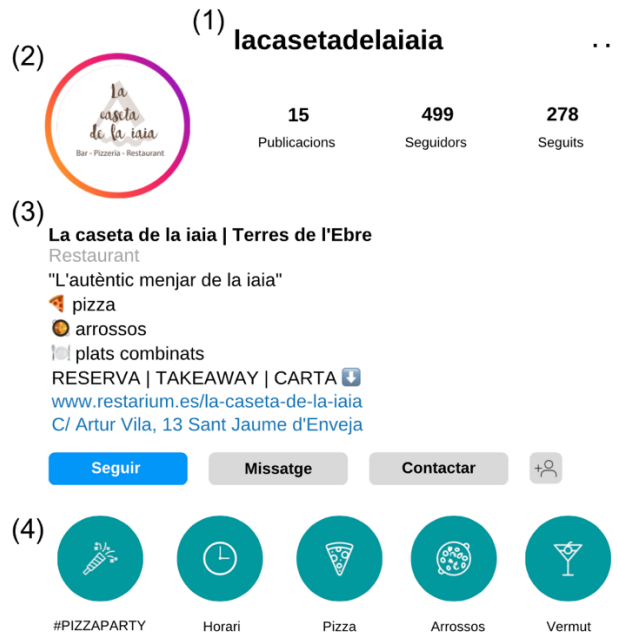 (1)
lacasetadelaiaia
(2)
La
caseta
de la iaia
Bar - Pizzeria - Restaurant
15 499 278
Publicacions Seguidors Seguits
(3)
La caseta de la iaia | Terres de l'Ebre
Restaurant
"L'autèntic menjar de la iaia"
🍕 pizza
🥘 arrossos
🍽️ plats combinats
RESERVA | TAKEAWAY | CARTA ⬇️
www.restarium.es/la-caseta-de-la-iaia
C/ Artur Vila, 13 Sant Jaume d'Enveja
Seguir Missatge Contactar
(4)
#PIZZAPARTY Horari Pizza Arrossos Vermut